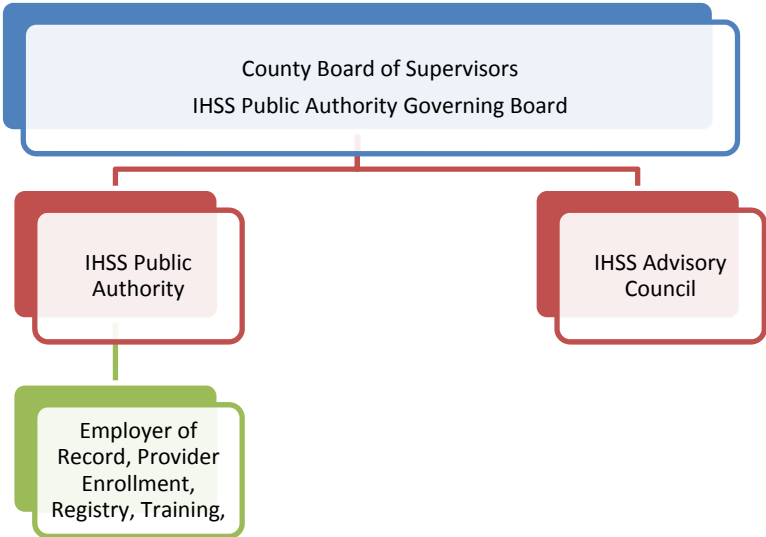 County Board of Supervisors
IHSS Public Authority Governing Board
IHSS Public
Authority
IHSS Advisory
Council
Employer of
Record, Provider
Enrollment,
Registry, Training,